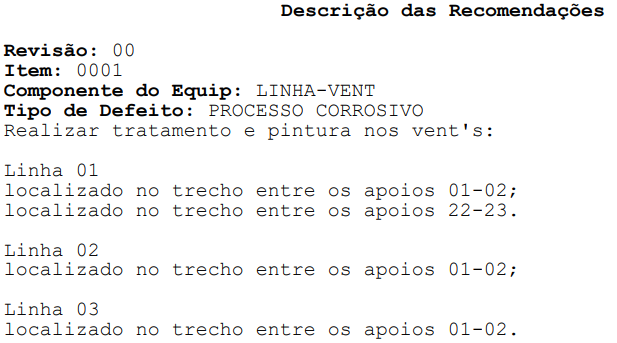 Descrição das Recomendações
Revisão: 00
Item: 0001
Componente do Equip: LINHA-VENT
Tipo de Defeito: PROCESSO CORROSIVO
Realizar tratamento e pintura nos vent's:
Linha 01
localizado no trecho entre os apoios 01-02;
localizado no trecho entre os apoios 22-23.
Linha 02
localizado no trecho entre os apoios 01-02;
Linha 03
localizado no trecho entre os apoios 01-02.